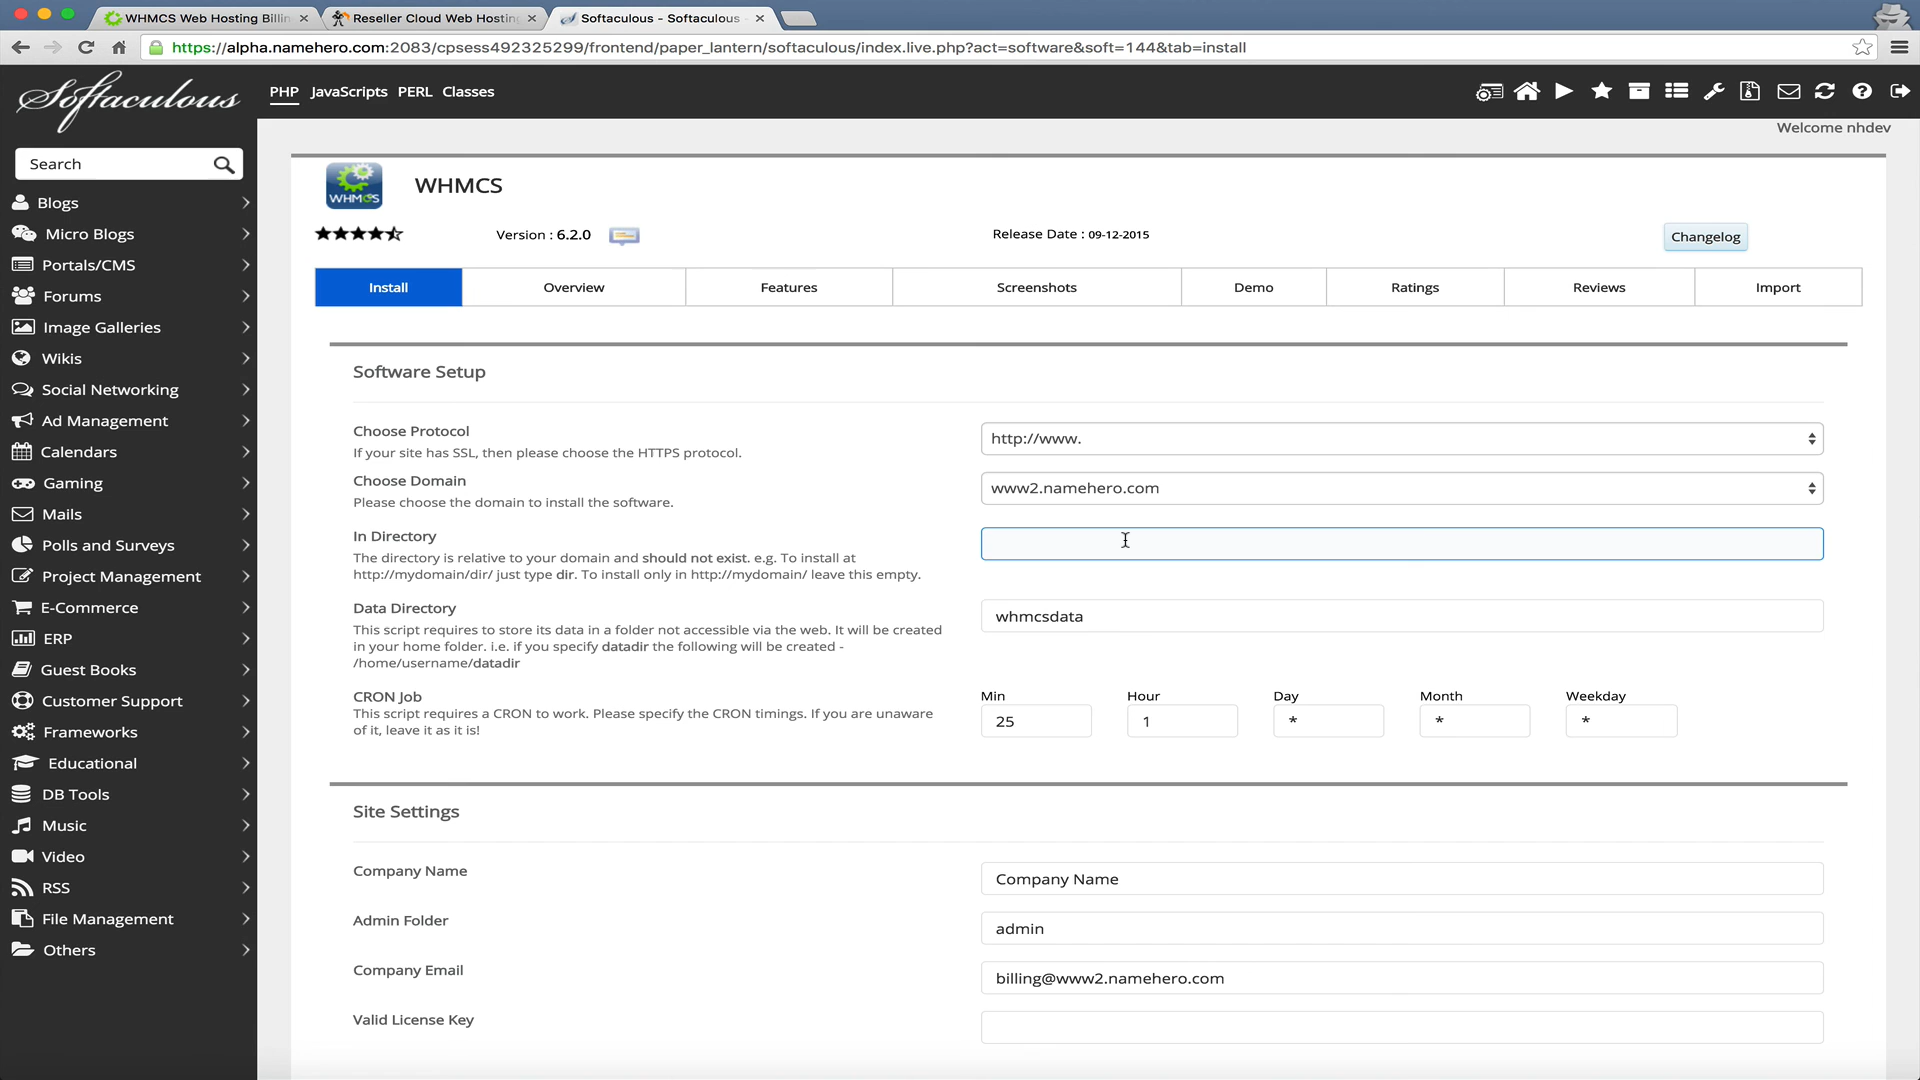 WHMCS Web Hosting Billin
Reseller Cloud Web Hosting
Softaculous - Softaculous
https://alpha.namehero.com:2083/cpsess492325299/frontend/paper_lantern/softaculous/index.live.php?act=software&soft=144&tab=install
Softaculous
PHP JavaScripts PERL Classes
Welcome nhdev
Search
Blogs
Micro Blogs
Portals/CMS
Forums
Image Galleries
Wikis
Social Networking
Ad Management
Calendars
Gaming
Mails
Polls and Surveys
Project Management
E-Commerce
ERP
Guest Books
Customer Support
Frameworks
Educational
DB Tools
Music
Video
RSS
File Management
Others
WHMCS
WHMCS
Version : 6.2.0
Release Date : 09-12-2015
Changelog
Install Overview Features Screenshots Demo Ratings Reviews Import
Software Setup
Choose Protocol
If your site has SSL, then please choose the HTTPS protocol.
http://www.
Choose Domain
Please choose the domain to install the software.
www2.namehero.com
In Directory
The directory is relative to your domain and should not exist. e.g. To install at
http://mydomain/dir/ just type dir. To install only in http://mydomain/ leave this empty.
Data Directory
This script requires to store its data in a folder not accessible via the web. It will be created
in your home folder. i.e. if you specify datadir the following will be created -
/home/username/datadir
whmcsdata
CRON Job
This script requires a CRON to work. Please specify the CRON timings. If you are unaware
of it, leave it as it is!
Min Hour Day Month Weekday
25 1 * * *
Site Settings
Company Name
Company Name
Admin Folder
admin
Company Email
billing@www2.namehero.com
Valid License Key